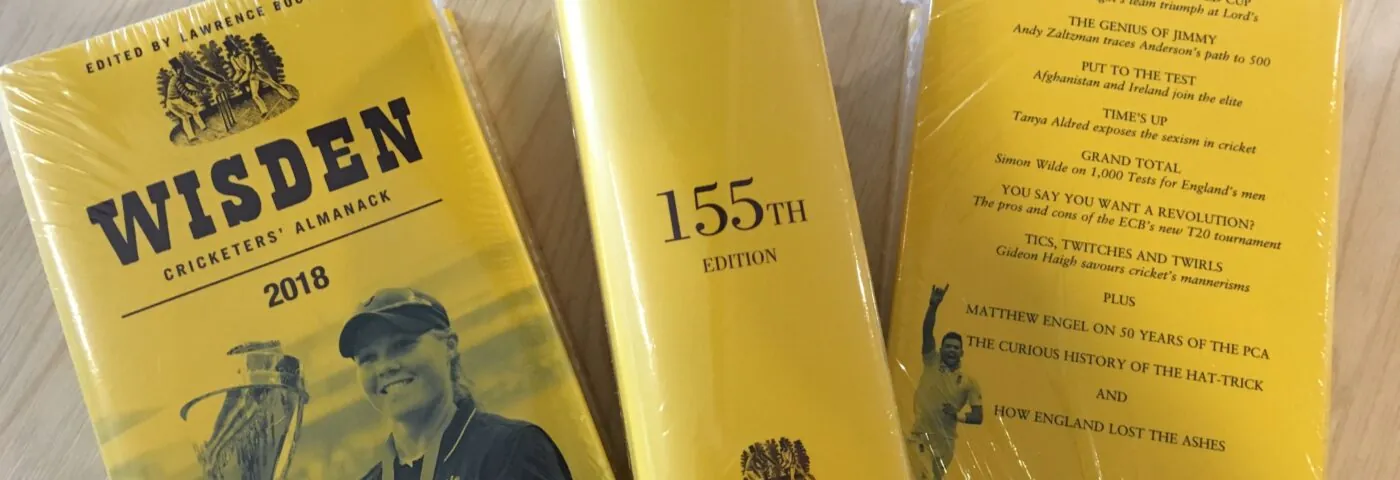 EDITED BY LAWRENCE
WISDEN
CRICKETERS' ALMANACK
2018
155TH
EDITION
CUP
team triumph at Lord's
THE GENIUS OF JIMMY
Andy Zaltzman traces Anderson's path to 500
PUT TO THE TEST
Afghanistan and Ireland join the elite
TIME'S UP
Tanya Aldred exposes the sexism in cricket
GRAND TOTAL
Simon Wilde on 1,000 Tests for England's men
YOU SAY YOU WANT A REVOLUTION?
The pros and cons of the ECB's new T20 tournament
TICS, TWITCHES AND TWIRLS
Gideon Haigh savours cricket's mannerisms
PLUS
MATTHEW ENGEL ON 50 YEARS OF THE PCA
THE CURIOUS HISTORY OF THE HAT-TRICK
AND
HOW ENGLAND LOST THE ASHES